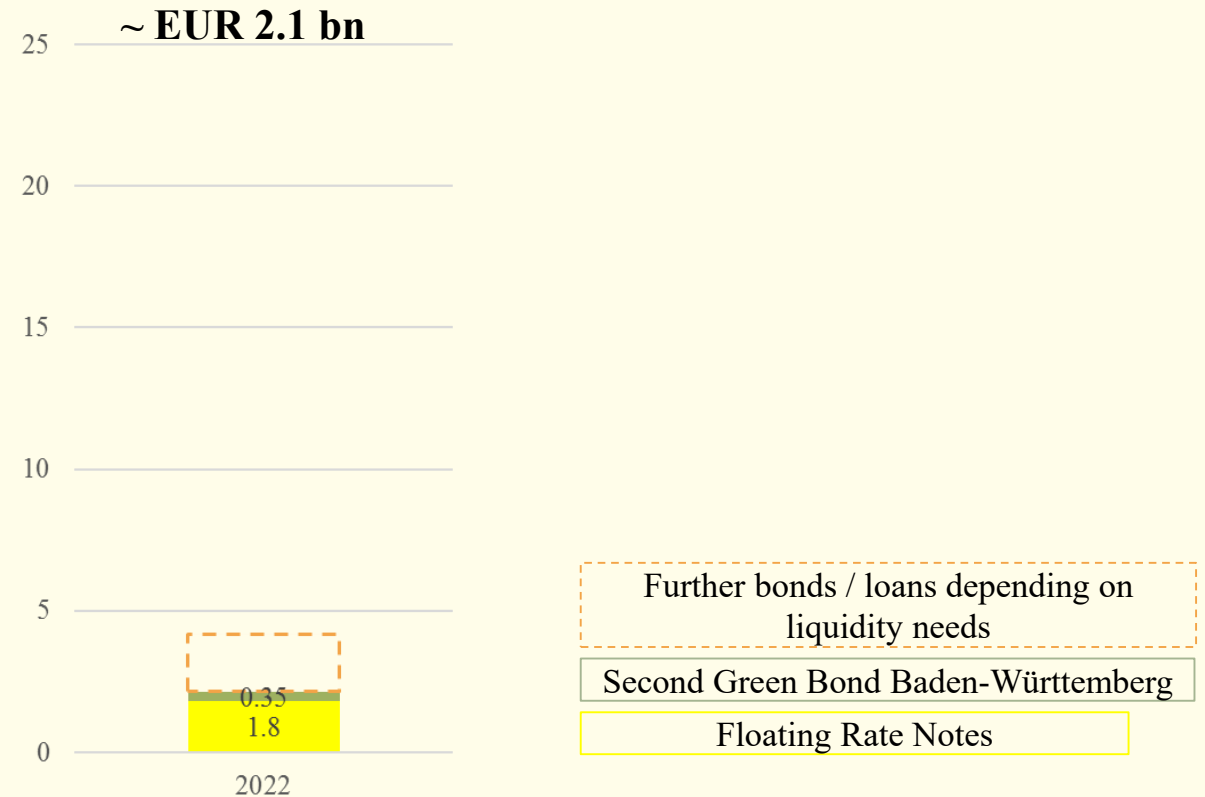 ~ EUR 2.1 bn
25
20
15
10
5
0
0.35
1.8
2022
Further bonds / loans depending on
liquidity needs
Second Green Bond Baden-Württemberg
Floating Rate Notes